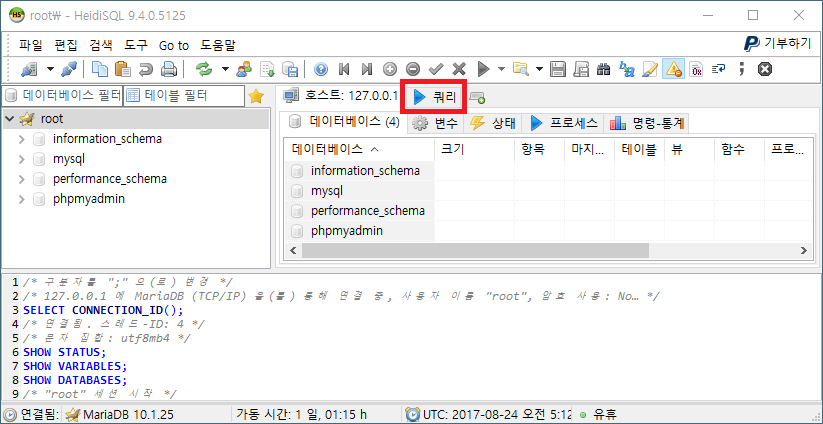 root\ - HeidiSQL 9.4.0.5125
파일 편집 검색 도구 Go to 도움말
기부하기
데이터베이스 필터 테이블 필터
호스트: 127.0.0.1 쿼리
데이터베이스 (4) 변수 상태 프로세스 명령-통계
root
information_schema
mysql
performance_schema
phpmyadmin
데이터베이스 크기 항목 마지... 테이블 뷰 함수 프로...
information_schema
mysql
performance_schema
phpmyadmin
1 /* 구분자를 ";" 으(로) 변경 */
2 /* 127.0.0.1 에 MariaDB (TCP/IP) 을(를) 통해 연결 중, 사용자 이름 "root", 암호 사용: No… */
3 SELECT CONNECTION_ID();
4 /* 연결됨. 스레드-ID: 4 */
5 /* 문자 집합: utf8mb4 */
6 SHOW STATUS;
7 SHOW VARIABLES;
8 SHOW DATABASES;
9 /* "root" 세션 시작 */
연결됨: MariaDB 10.1.25 가동 시간: 1 일, 01:15 h UTC: 2017-08-24 오전 5:12 유휴